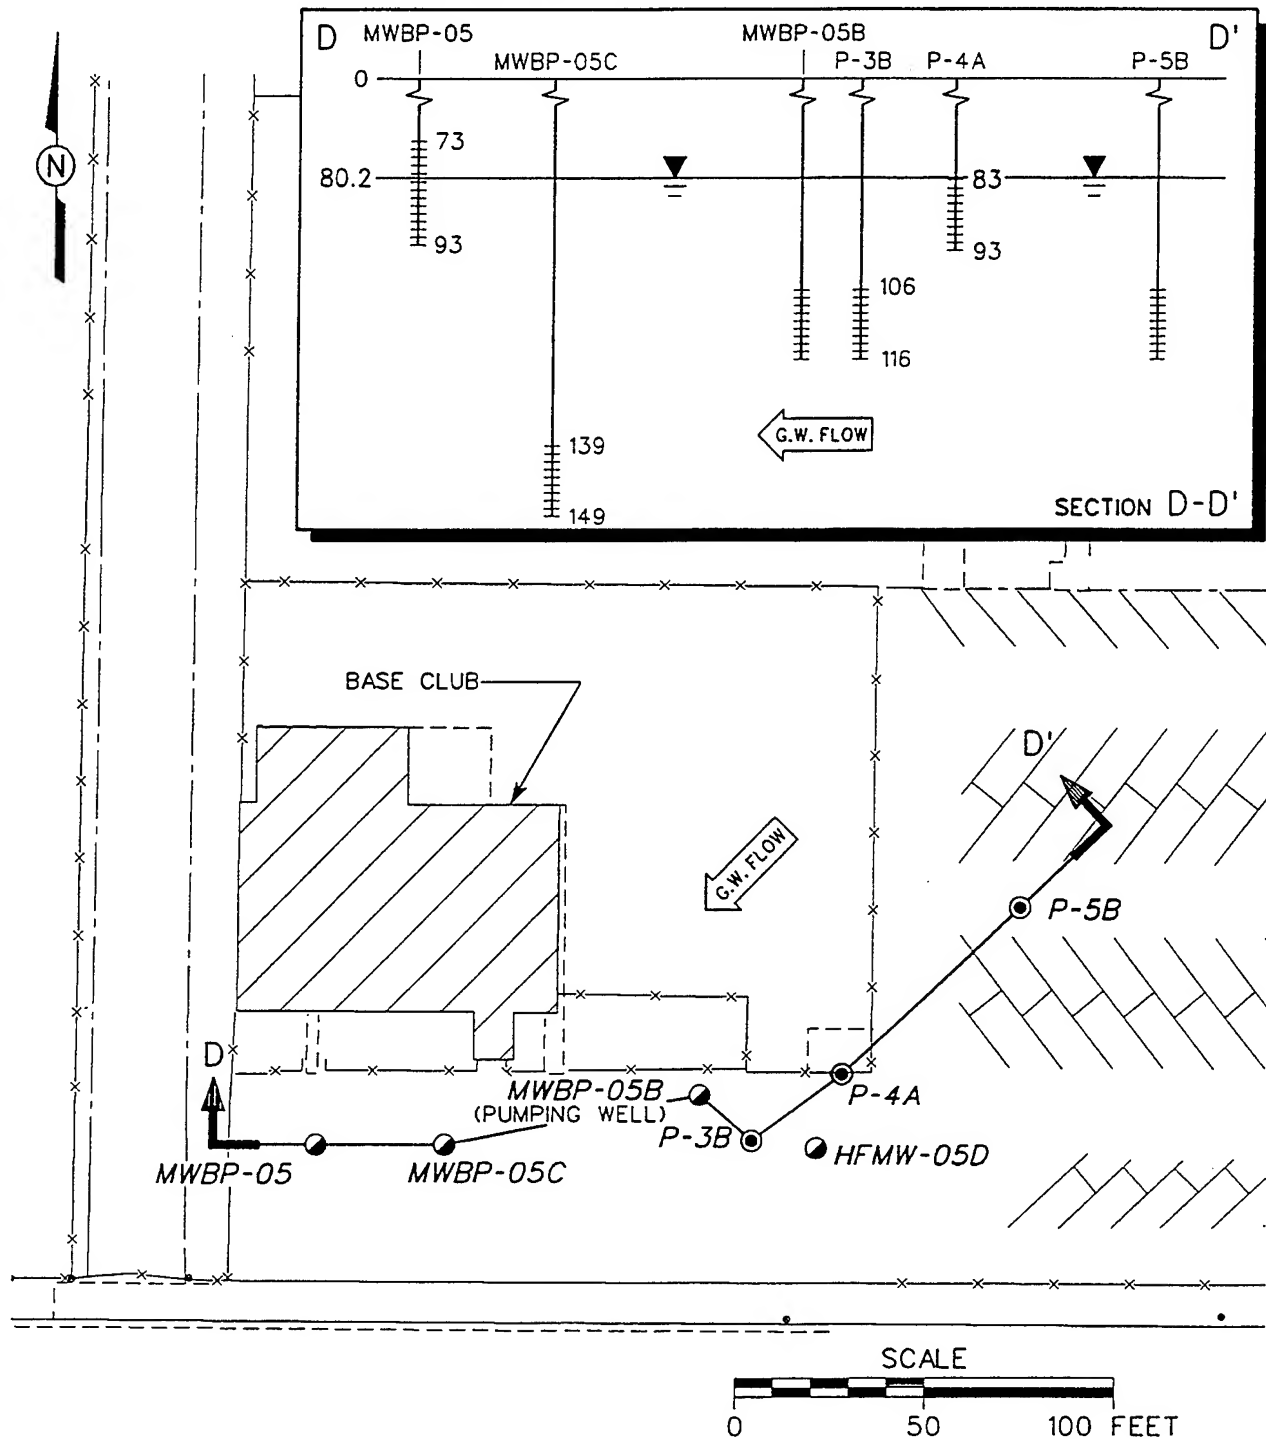 D MWBP-05 MWBP-05B D'
MWBP-05C P-3B P-4A P-5B
0
73
80.2 83
93 93
106
116
G.W. FLOW
139
149
SECTION D-D'
N
BASE CLUB
D'
G.W. FLOW
P-5B
D
MWBP-05B
(PUMPING WELL)
P-4A
P-3B
HFMW-05D
MWBP-05
MWBP-05C
SCALE
0 50 100 FEET